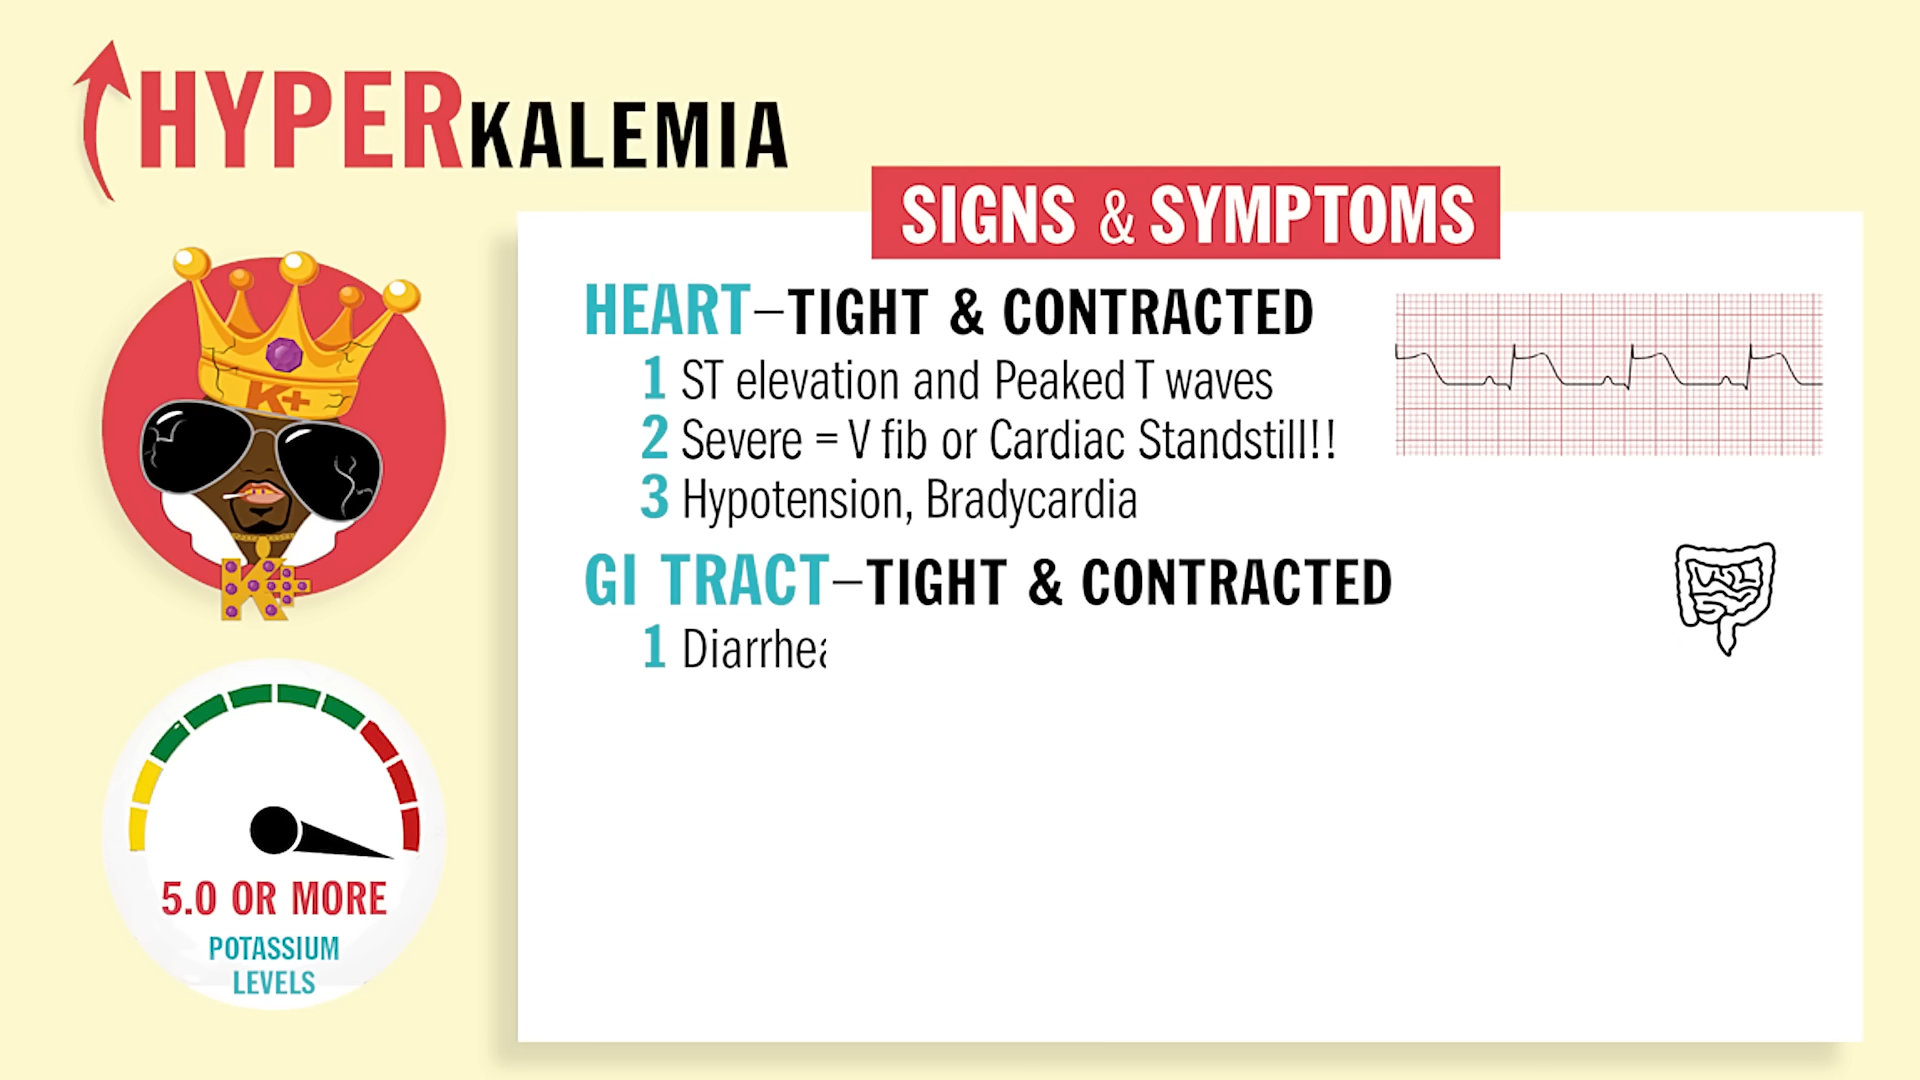 HYPERKALEMIA
SIGNS & SYMPTOMS
HEART–TIGHT & CONTRACTED
1 ST elevation and Peaked T waves
2 Severe = V fib or Cardiac Standstill!!
3 Hypotension, Bradycardia
GI TRACT–TIGHT & CONTRACTED
1 Diarrhea
K+
K+
5.0 OR MORE
POTASSIUM
LEVELS